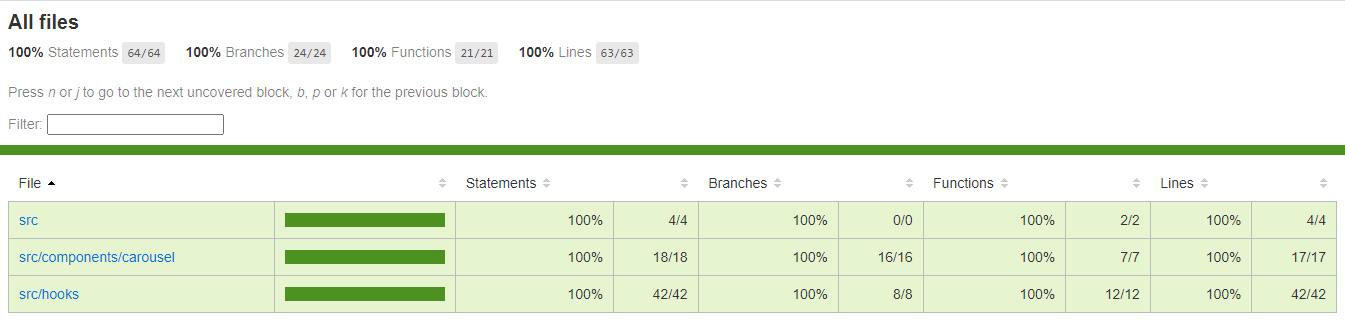 All files
100% Statements 64/64 100% Branches 24/24 100% Functions 21/21 100% Lines 63/63
Press n or j to go to the next uncovered block, b, p or k for the previous block.
Filter:
File Statements Branches Functions Lines
src 100% 4/4 100% 0/0 100% 2/2 100% 4/4
src/components/carousel 100% 18/18 100% 16/16 100% 7/7 100% 17/17
src/hooks 100% 42/42 100% 8/8 100% 12/12 100% 42/42